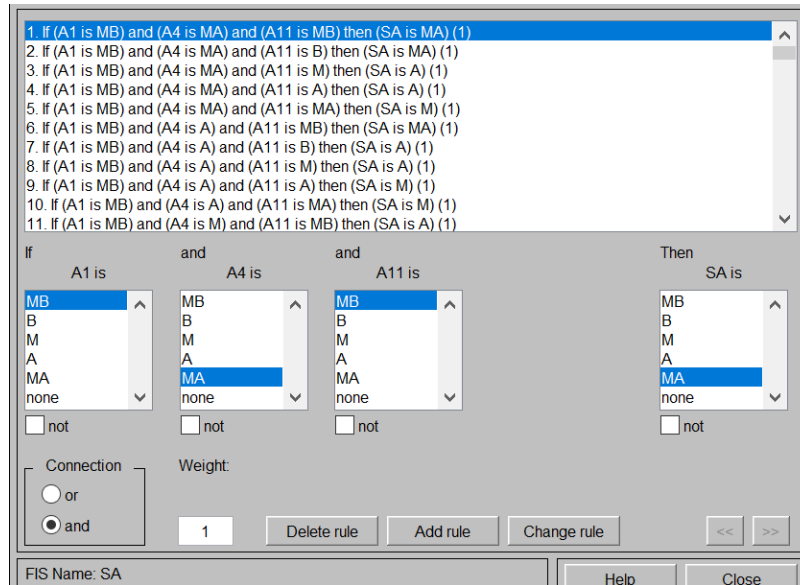 1. If (A1 is MB) and (A4 is MA) and (A11 is MB) then (SA is MA) (1)
2. If (A1 is MB) and (A4 is MA) and (A11 is B) then (SA is MA) (1)
3. If (A1 is MB) and (A4 is MA) and (A11 is M) then (SA is A) (1)
4. If (A1 is MB) and (A4 is MA) and (A11 is A) then (SA is A) (1)
5. If (A1 is MB) and (A4 is MA) and (A11 is MA) then (SA is M) (1)
6. If (A1 is MB) and (A4 is A) and (A11 is MB) then (SA is MA) (1)
7. If (A1 is MB) and (A4 is A) and (A11 is B) then (SA is A) (1)
8. If (A1 is MB) and (A4 is A) and (A11 is M) then (SA is A) (1)
9. If (A1 is MB) and (A4 is A) and (A11 is A) then (SA is M) (1)
10. If (A1 is MB) and (A4 is A) and (A11 is MA) then (SA is M) (1)
11. If (A1 is MB) and (A4 is M) and (A11 is MB) then (SA is A) (1)
If and and Then
A1 is A4 is A11 is SA is
MB MB MB MB
B B B B
M M M M
A A A A
MA MA MA MA
none none none none
not not not not
Connection Weight:
or
and 1 Delete rule Add rule Change rule << >>
FIS Name: SA Help Close